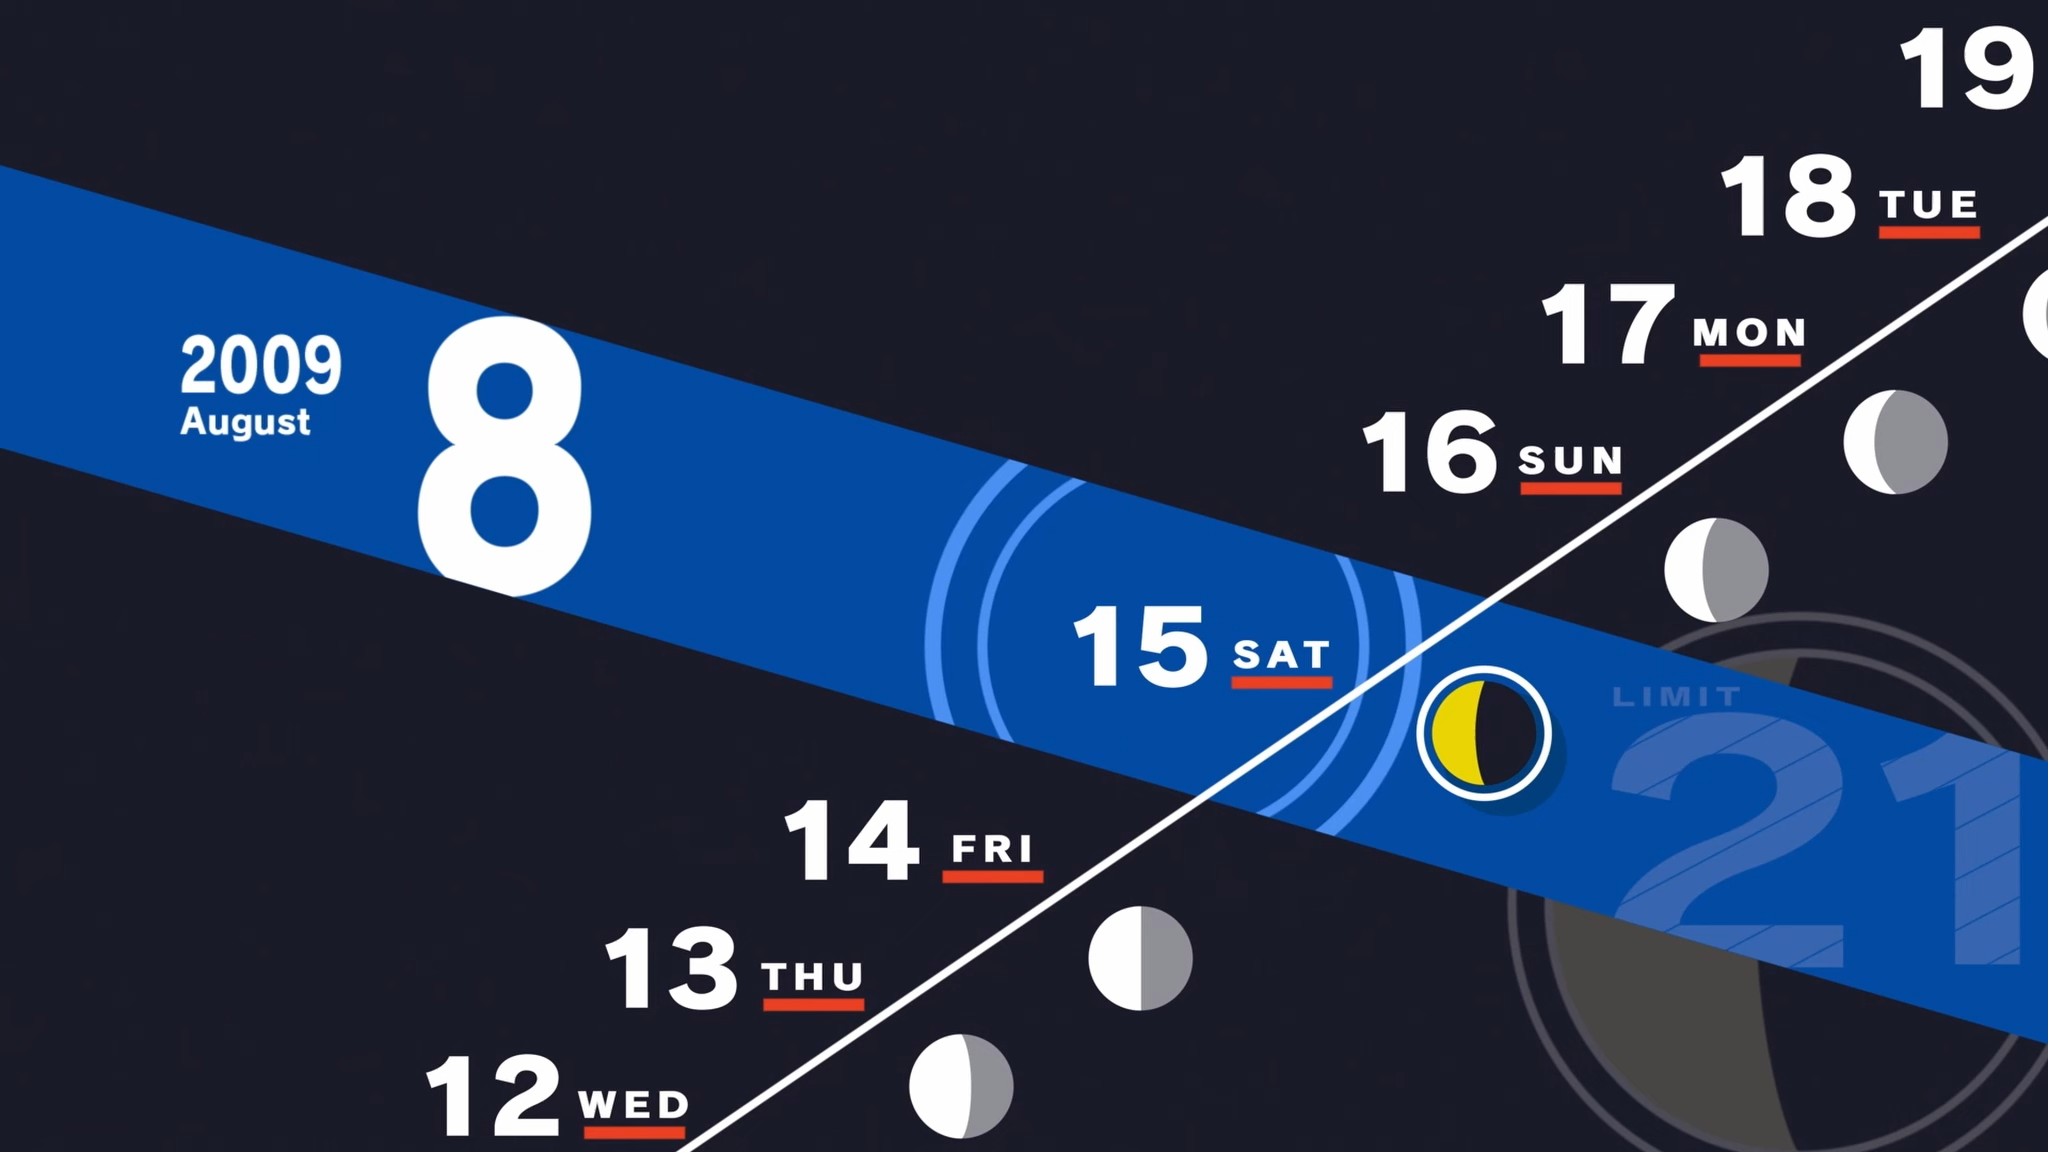 2009
August
8
19
18 TUE
17 MON
16 SUN
15 SAT
LIMIT
21
14 FRI
13 THU
12 WED